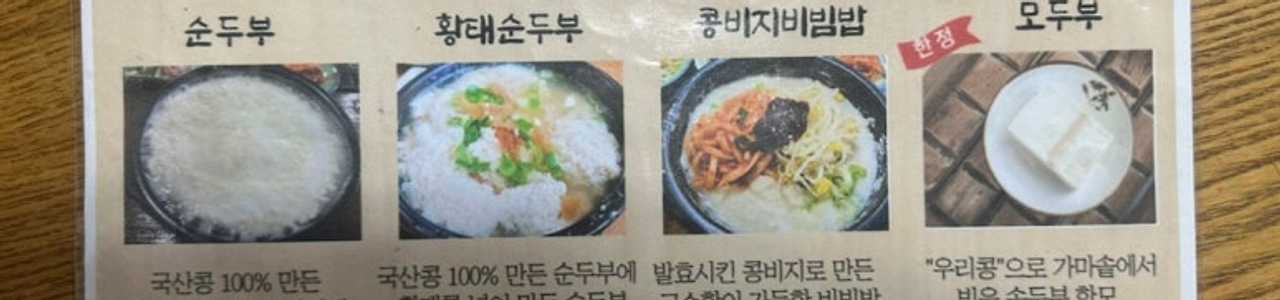 순두부
황태순두부
콩비지비빔밥
한정
모두부
국산콩 100% 만든
국산콩 100% 만든 순두부에
발효시킨 콩비지로 만든
"우리콩"으로 가마솥에서